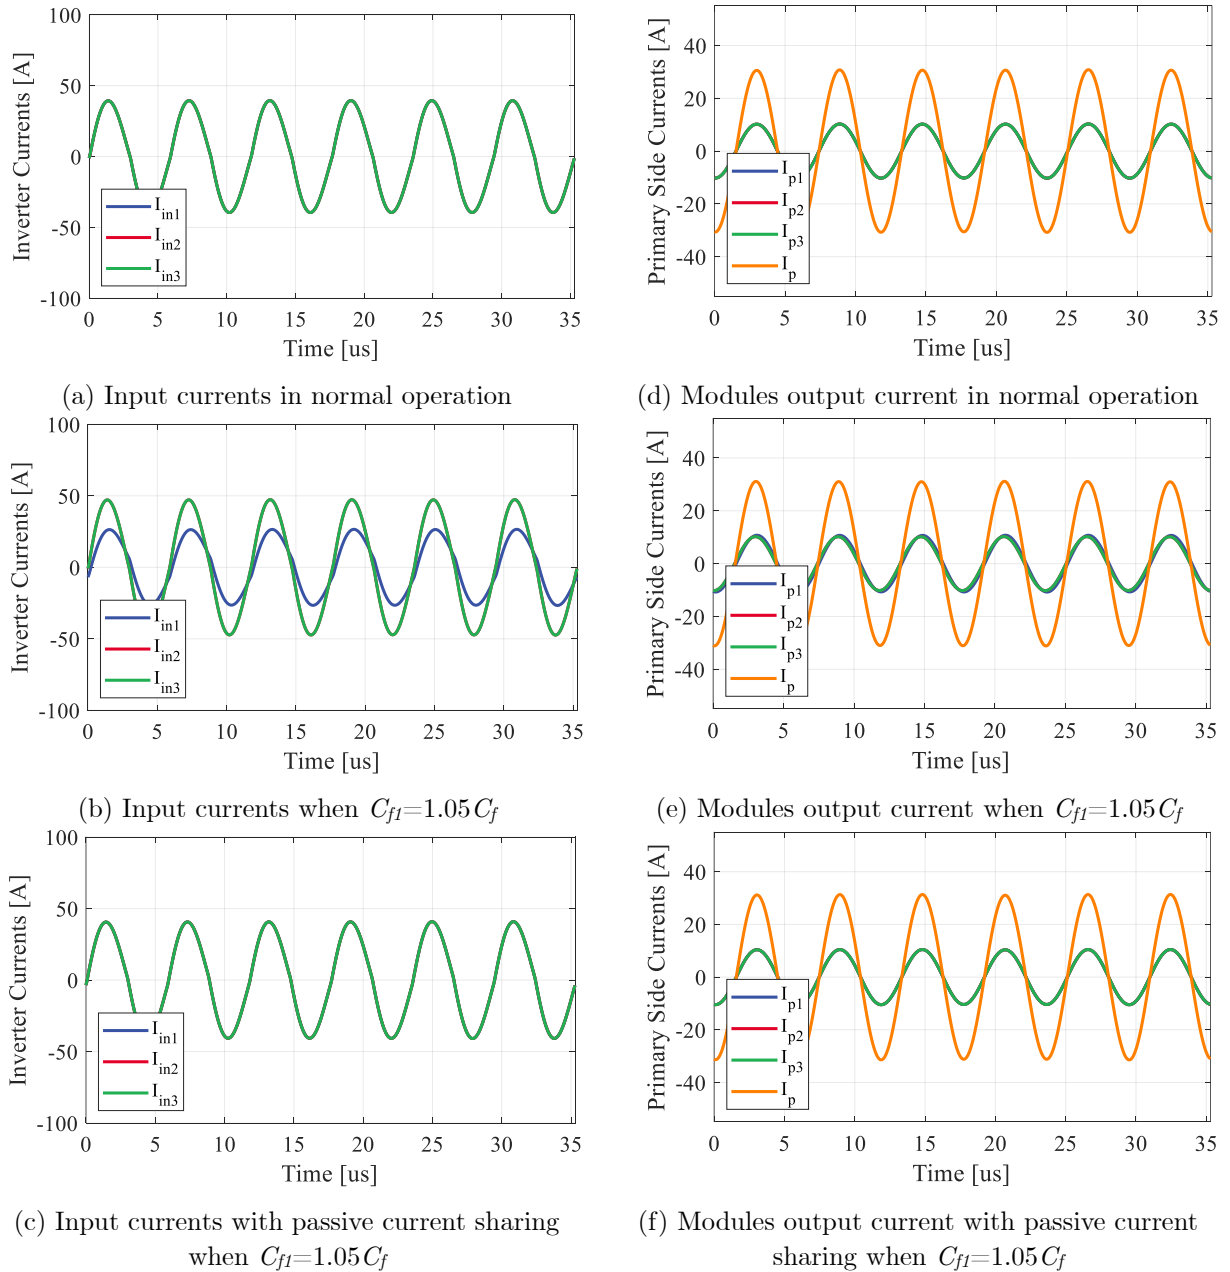 100
50
0
-50
-100
Inverter Currents [A]
I_in1
I_in2
I_in3
0 5 10 15 20 25 30 35
Time [us]
(a) Input currents in normal operation
40
20
0
-20
-40
Primary Side Currents [A]
I_p1
I_p2
I_p3
I_p
0 5 10 15 20 25 30 35
Time [us]
(d) Modules output current in normal operation
100
50
0
-50
-100
Inverter Currents [A]
I_in1
I_in2
I_in3
0 5 10 15 20 25 30 35
Time [us]
(b) Input currents when C_f1=1.05C_f
40
20
0
-20
-40
Primary Side Currents [A]
I_p1
I_p2
I_p3
I_p
0 5 10 15 20 25 30 35
Time [us]
(e) Modules output current when C_f1=1.05C_f
100
50
0
-50
-100
Inverter Currents [A]
I_in1
I_in2
I_in3
0 5 10 15 20 25 30 35
Time [us]
(c) Input currents with passive current sharing
when C_f1=1.05C_f
40
20
0
-20
-40
Primary Side Currents [A]
I_p1
I_p2
I_p3
I_p
0 5 10 15 20 25 30 35
Time [us]
(f) Modules output current with passive current
sharing when C_f1=1.05C_f